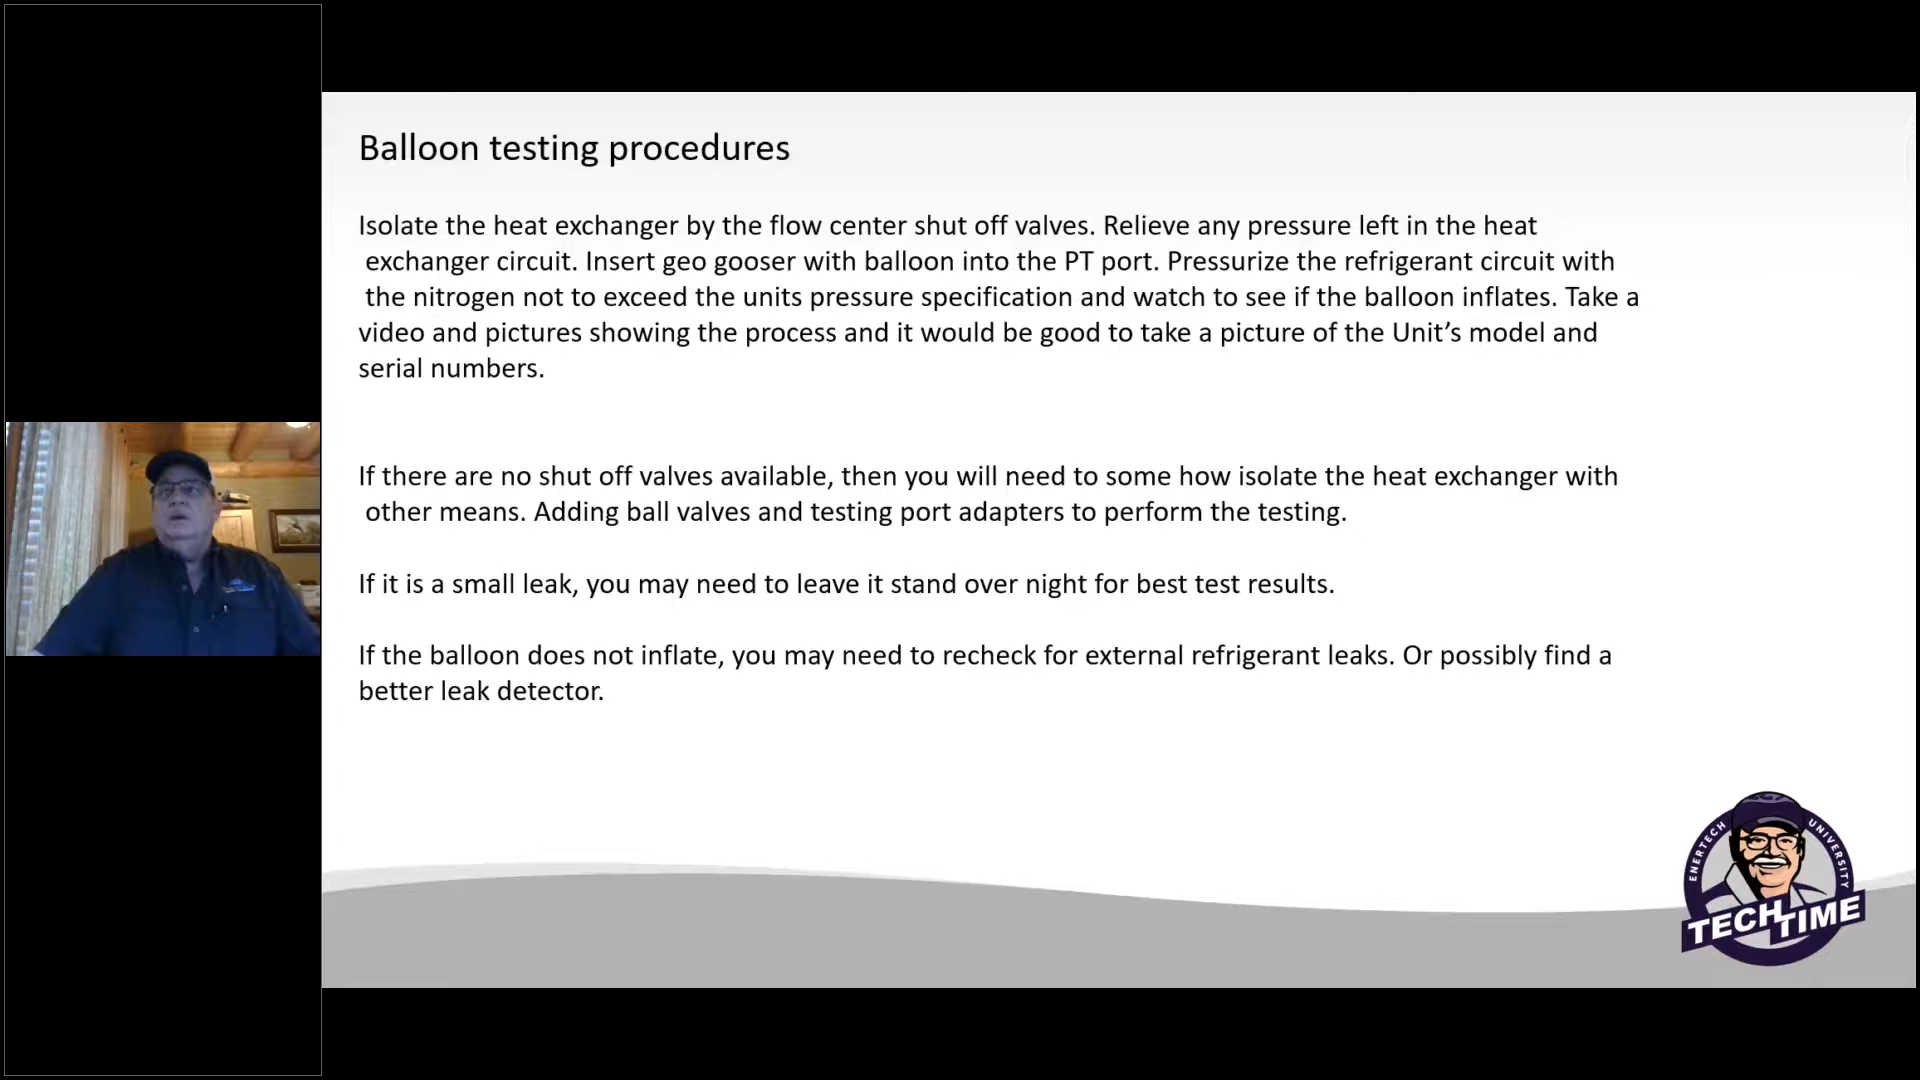 Balloon testing procedures
Isolate the heat exchanger by the flow center shut off valves. Relieve any pressure left in the heat
exchanger circuit. Insert geo gooser with balloon into the PT port. Pressurize the refrigerant circuit with
the nitrogen not to exceed the units pressure specification and watch to see if the balloon inflates. Take a
video and pictures showing the process and it would be good to take a picture of the Unit’s model and
serial numbers.
If there are no shut off valves available, then you will need to some how isolate the heat exchanger with
other means. Adding ball valves and testing port adapters to perform the testing.
If it is a small leak, you may need to leave it stand over night for best test results.
If the balloon does not inflate, you may need to recheck for external refrigerant leaks. Or possibly find a
better leak detector.
ENERTECH UNIVERSITY
TECH TIME